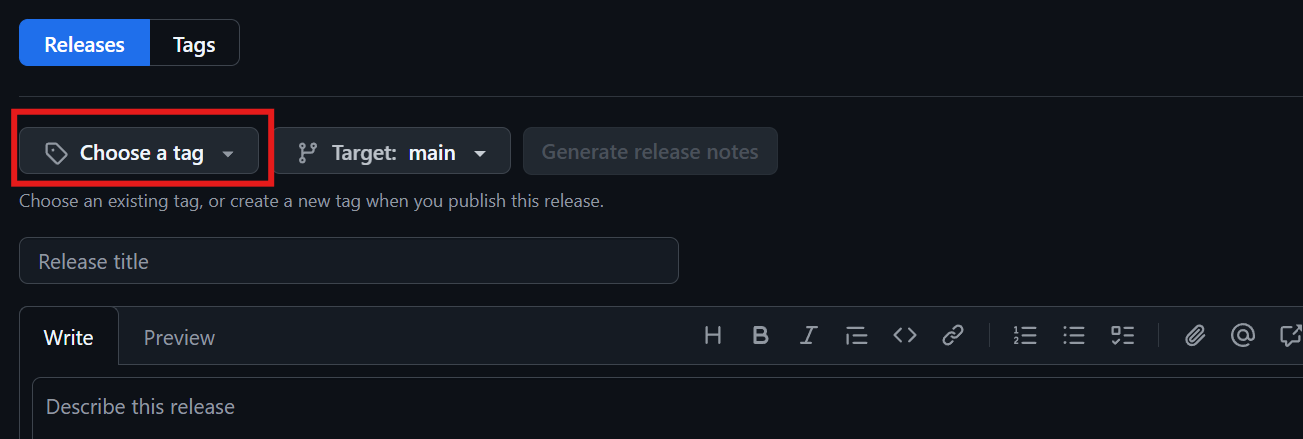 Releases Tags
Choose a tag Target: main Generate release notes
Choose an existing tag, or create a new tag when you publish this release.
Release title
Write Preview
Describe this release